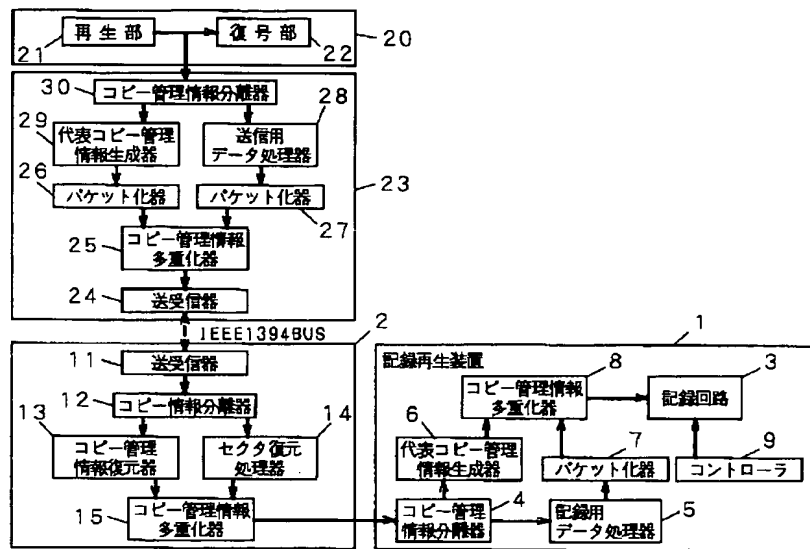 再生部
復号部
21
22
20
30
コピー管理情報分離器
28
29
代表コピー管理
情報生成器
送信用
データ処理器
26
パケット化器
パケット化器
23
27
25
コピー管理情報
多重化器
24
送受信器
IEEE1394BUS
2
11
送受信器
12
コピー情報分離器
13
14
コピー管理
情報復元器
セクタ復元
処理器
15
コピー管理情報
多重化器
1
記録再生装置
8
3
コピー管理情報
多重化器
記録回路
6
代表コピー管理
情報生成器
7
9
パケット化器
コントローラ
コピー管理
情報分離器
4
記録用
データ処理器
5